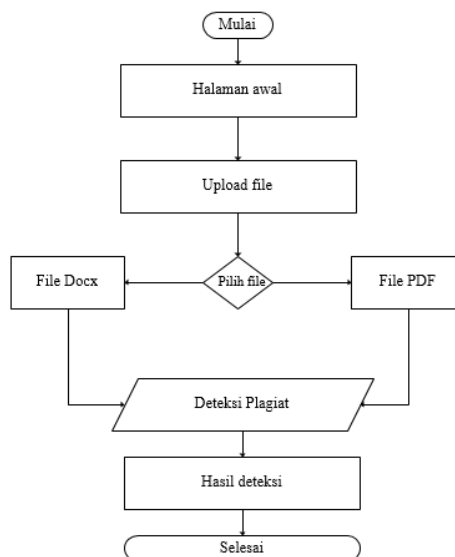 Mulai
Halaman awal
Upload file
File Docx
Pilih file
File PDF
Deteksi Plagiat
Hasil deteksi
Selesai